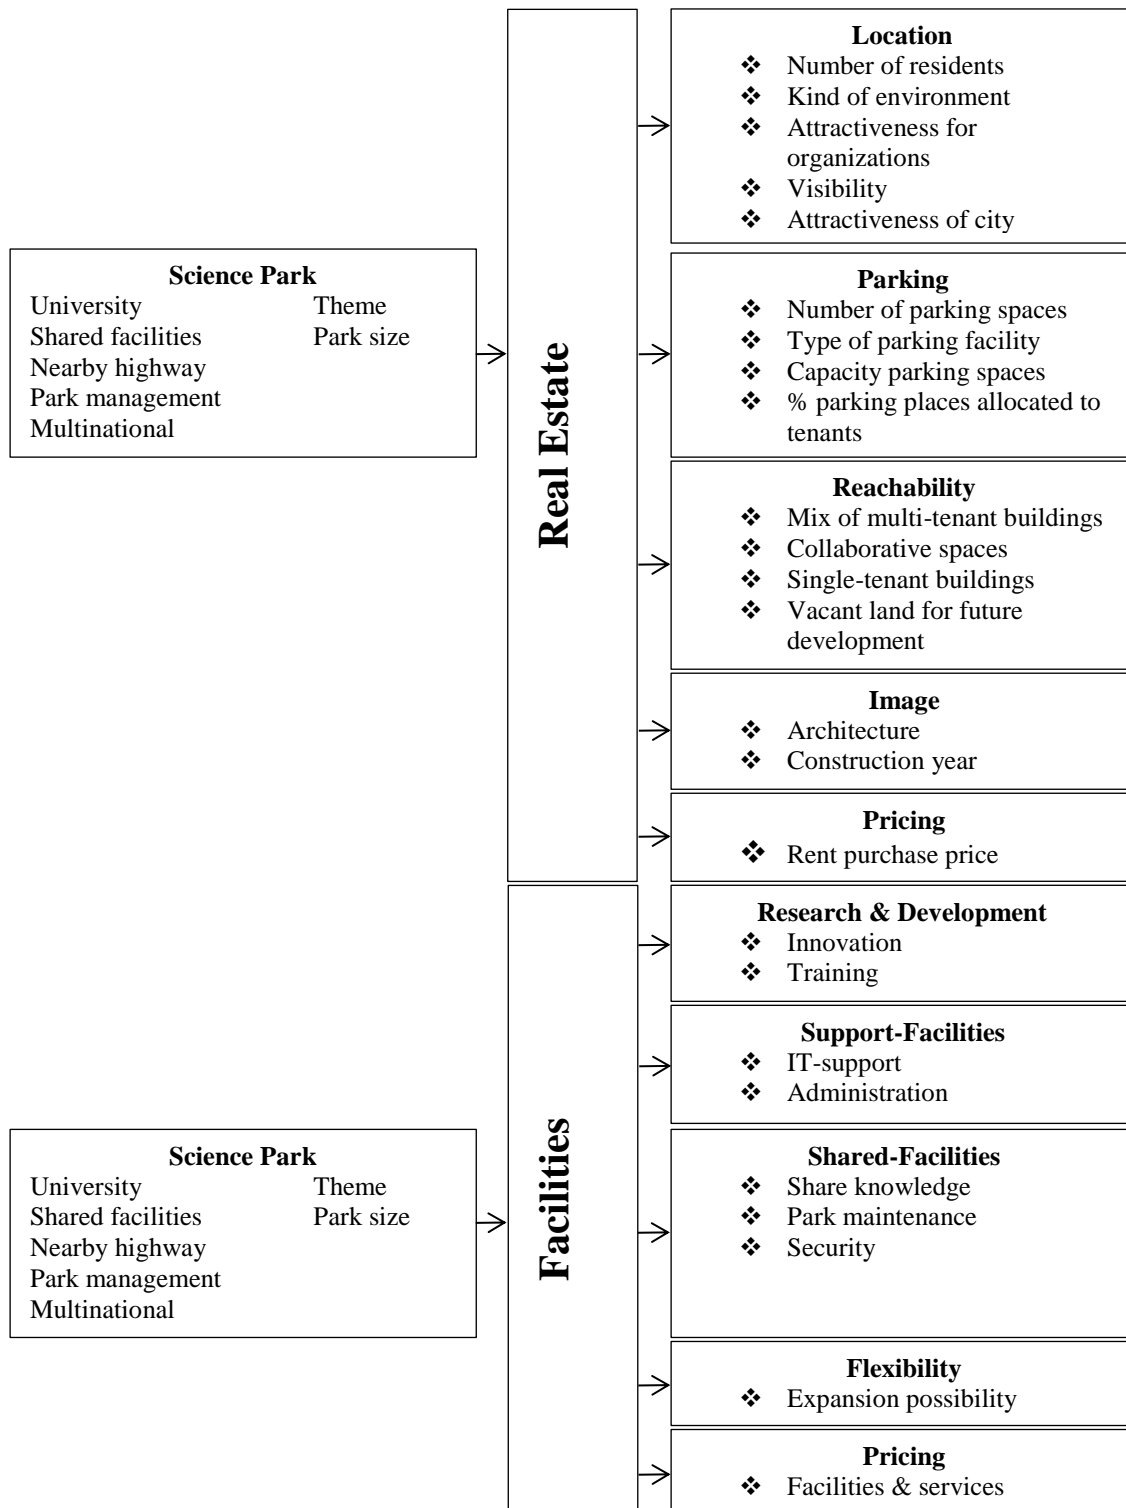 Location
❖ Number of residents
❖ Kind of environment
❖ Attractiveness for
organizations
❖ Visibility
❖ Attractiveness of city
Science Park
University Theme
Shared facilities Park size
Nearby highway
Park management
Multinational
Real Estate
Parking
❖ Number of parking spaces
❖ Type of parking facility
❖ Capacity parking spaces
❖ % parking places allocated to
tenants
Reachability
❖ Mix of multi-tenant buildings
❖ Collaborative spaces
❖ Single-tenant buildings
❖ Vacant land for future
development
Image
❖ Architecture
❖ Construction year
Pricing
❖ Rent purchase price
Science Park
University Theme
Shared facilities Park size
Nearby highway
Park management
Multinational
Facilities
Research & Development
❖ Innovation
❖ Training
Support-Facilities
❖ IT-support
❖ Administration
Shared-Facilities
❖ Share knowledge
❖ Park maintenance
❖ Security
Flexibility
❖ Expansion possibility
Pricing
❖ Facilities & services